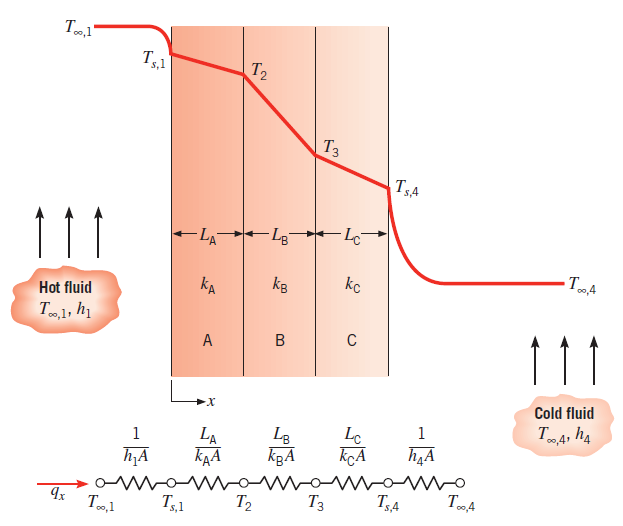 T∞,1
Ts,1
T2
T3
Ts,4
LA LB LC
Hot fluid
T∞,1, h1
kA kB kC
T∞,4
A B C
x
Cold fluid
T∞,4, h4
1/h1A LA/kAA LB/kBA LC/kCA 1/h4A
qx
T∞,1 Ts,1 T2 T3 Ts,4 T∞,4